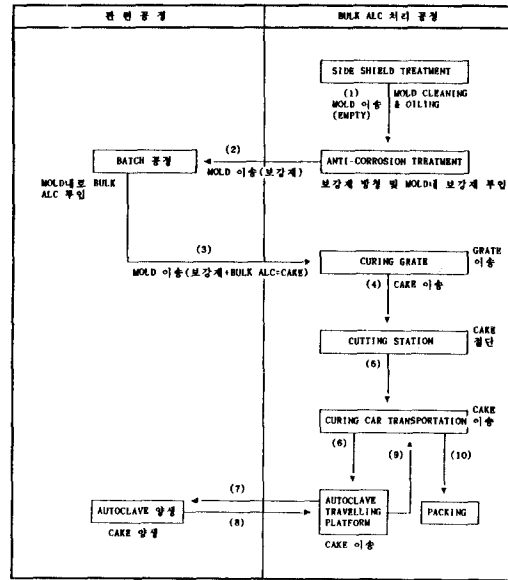 관 련 공 정
BULK ALC 처리 공정
SIDE SHIELD TREATMENT
(1)
MOLD 이송
(EMPTY)
MOLD CLEANING
& OILING
BATCH 공정
(2)
MOLD 이송(보강재)
ANTI-CORROSION TREATMENT
MOLD내로 BULK
ALC 투입
보강재 방청 및 MOLD내 보강재 투입
(3)
MOLD 이송(보강재+BULK ALC=CAKE)
CURING GRATE
GRATE
이송
(4)
CAKE 이송
CUTTING STATION
CAKE
절단
(5)
CURING CAR TRANSPORTATION
CAKE
이송
(6)
(9)
(10)
(7)
AUTOCLAVE 양생
(8)
AUTOCLAVE
TRAVELLING
PLATFORM
PACKING
CAKE 양생
CAKE 이송